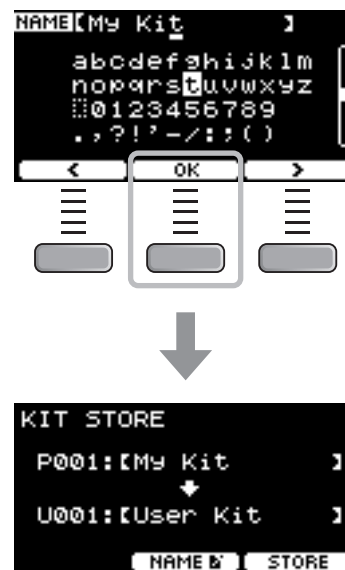 NAME [My Kit ]
abcdefghijklm
nopqrstuvwxyz
0123456789
.,?!'-/:;()
< OK >
KIT STORE
P001:[My Kit ]
U001:[User Kit ]
NAME STORE